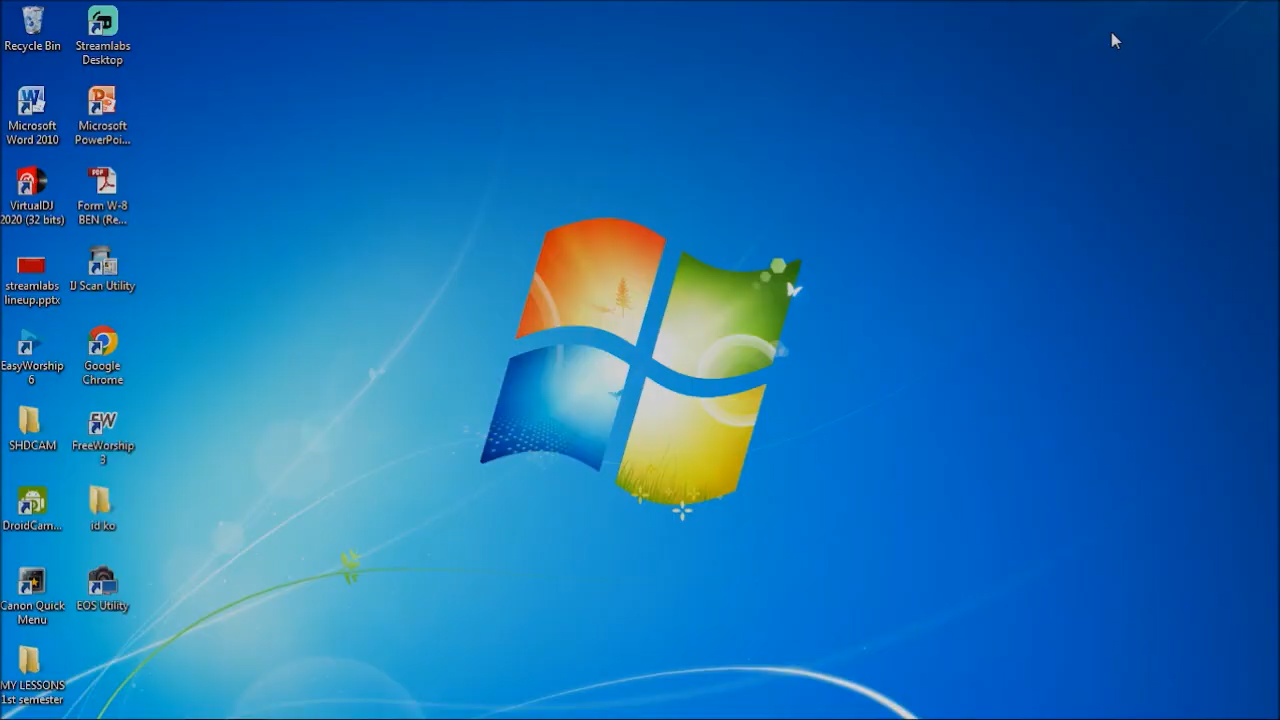 Recycle Bin
Streamlabs
Desktop
Microsoft
Word 2010
Microsoft
PowerPoi...
VirtualDJ
2020 (32 bits)
PDF
Form W-8
BEN (Re...
streamlabs
lineup.pptx
IJ Scan Utility
EasyWorship
6
Google
Chrome
SHDCAM
EW
FreeWorship
3
DroidCam...
id ko
Canon Quick
Menu
EOS Utility
MY LESSONS
1st semester